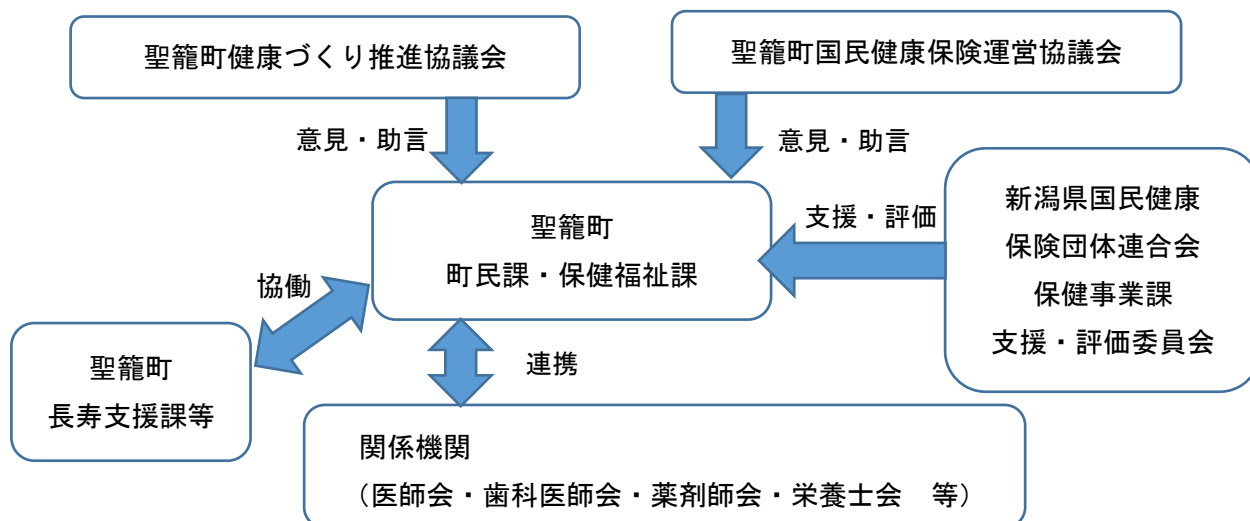 聖籠町健康づくり推進協議会
聖籠町国民健康保険運営協議会
意見・助言
意見・助言
聖籠町
町民課・保健福祉課
支援・評価
新潟県国民健康
保険団体連合会
保健事業課
支援・評価委員会
協働
聖籠町
長寿支援課等
連携
関係機関
（医師会・歯科医師会・薬剤師会・栄養士会　等）